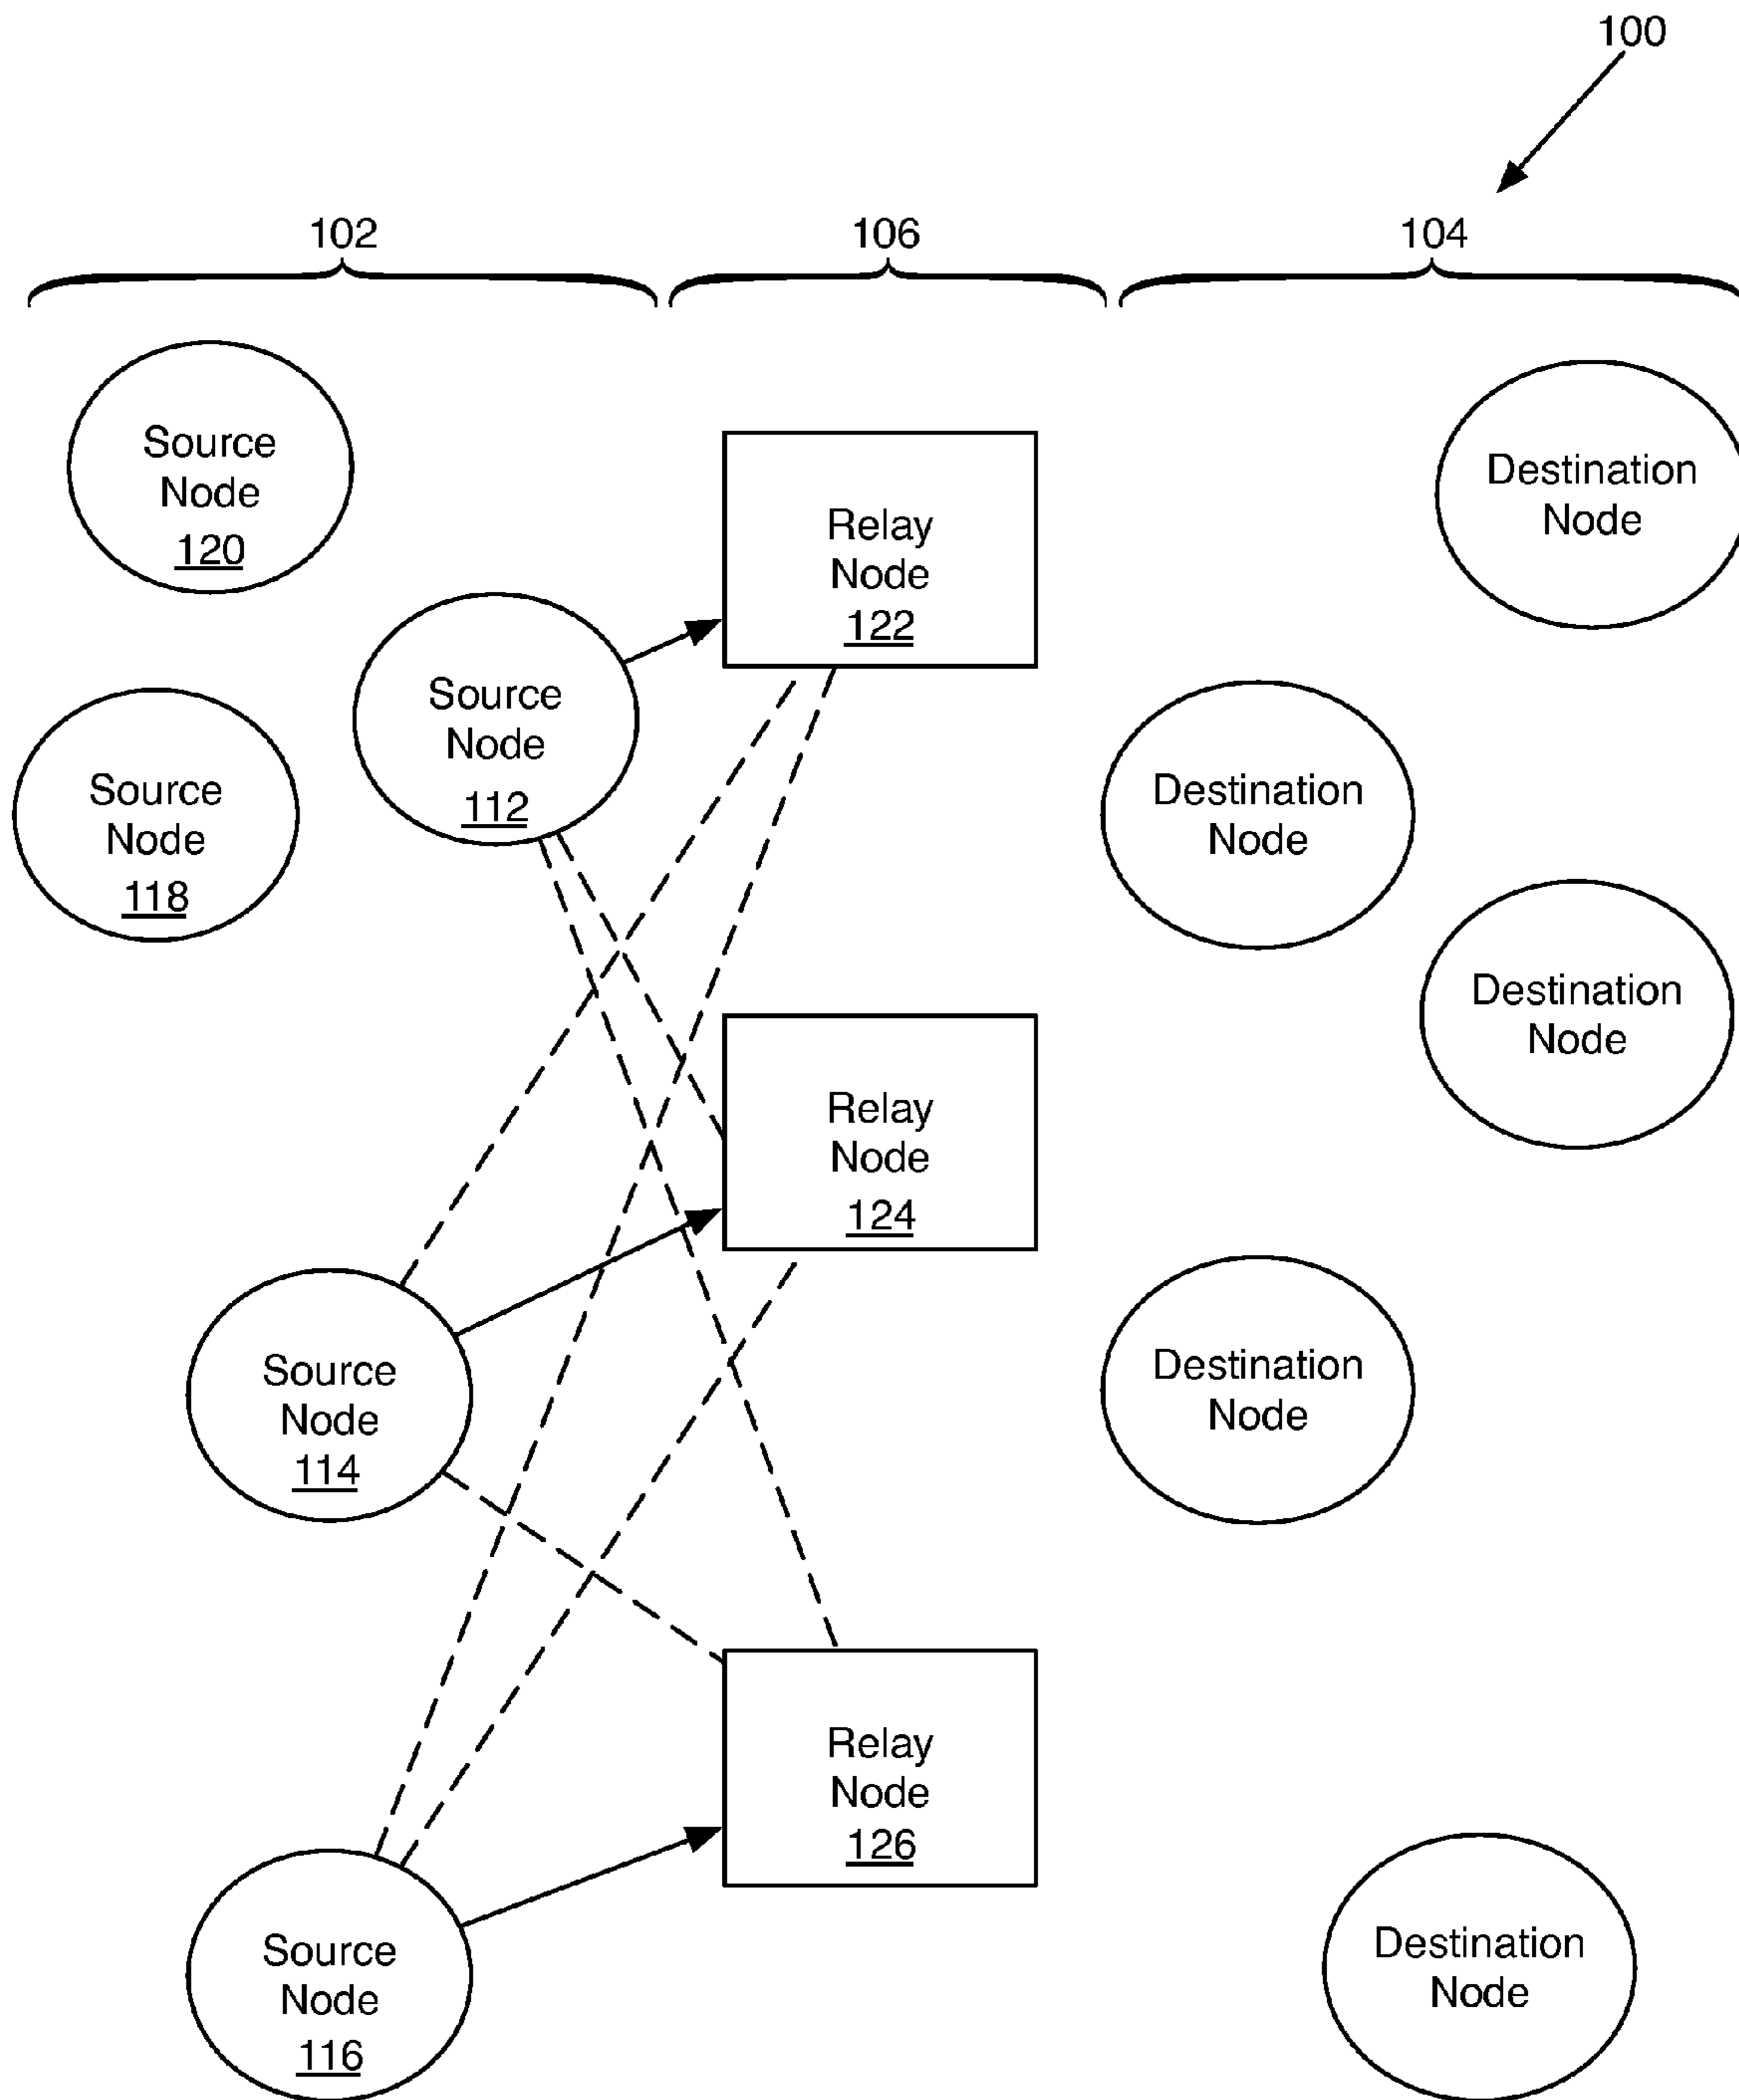 100
102
106
104
Source
Node
120
Relay
Node
122
Destination
Node
Source
Node
112
Source
Node
118
Destination
Node
Destination
Node
Relay
Node
124
Source
Node
114
Destination
Node
Relay
Node
126
Source
Node
116
Destination
Node